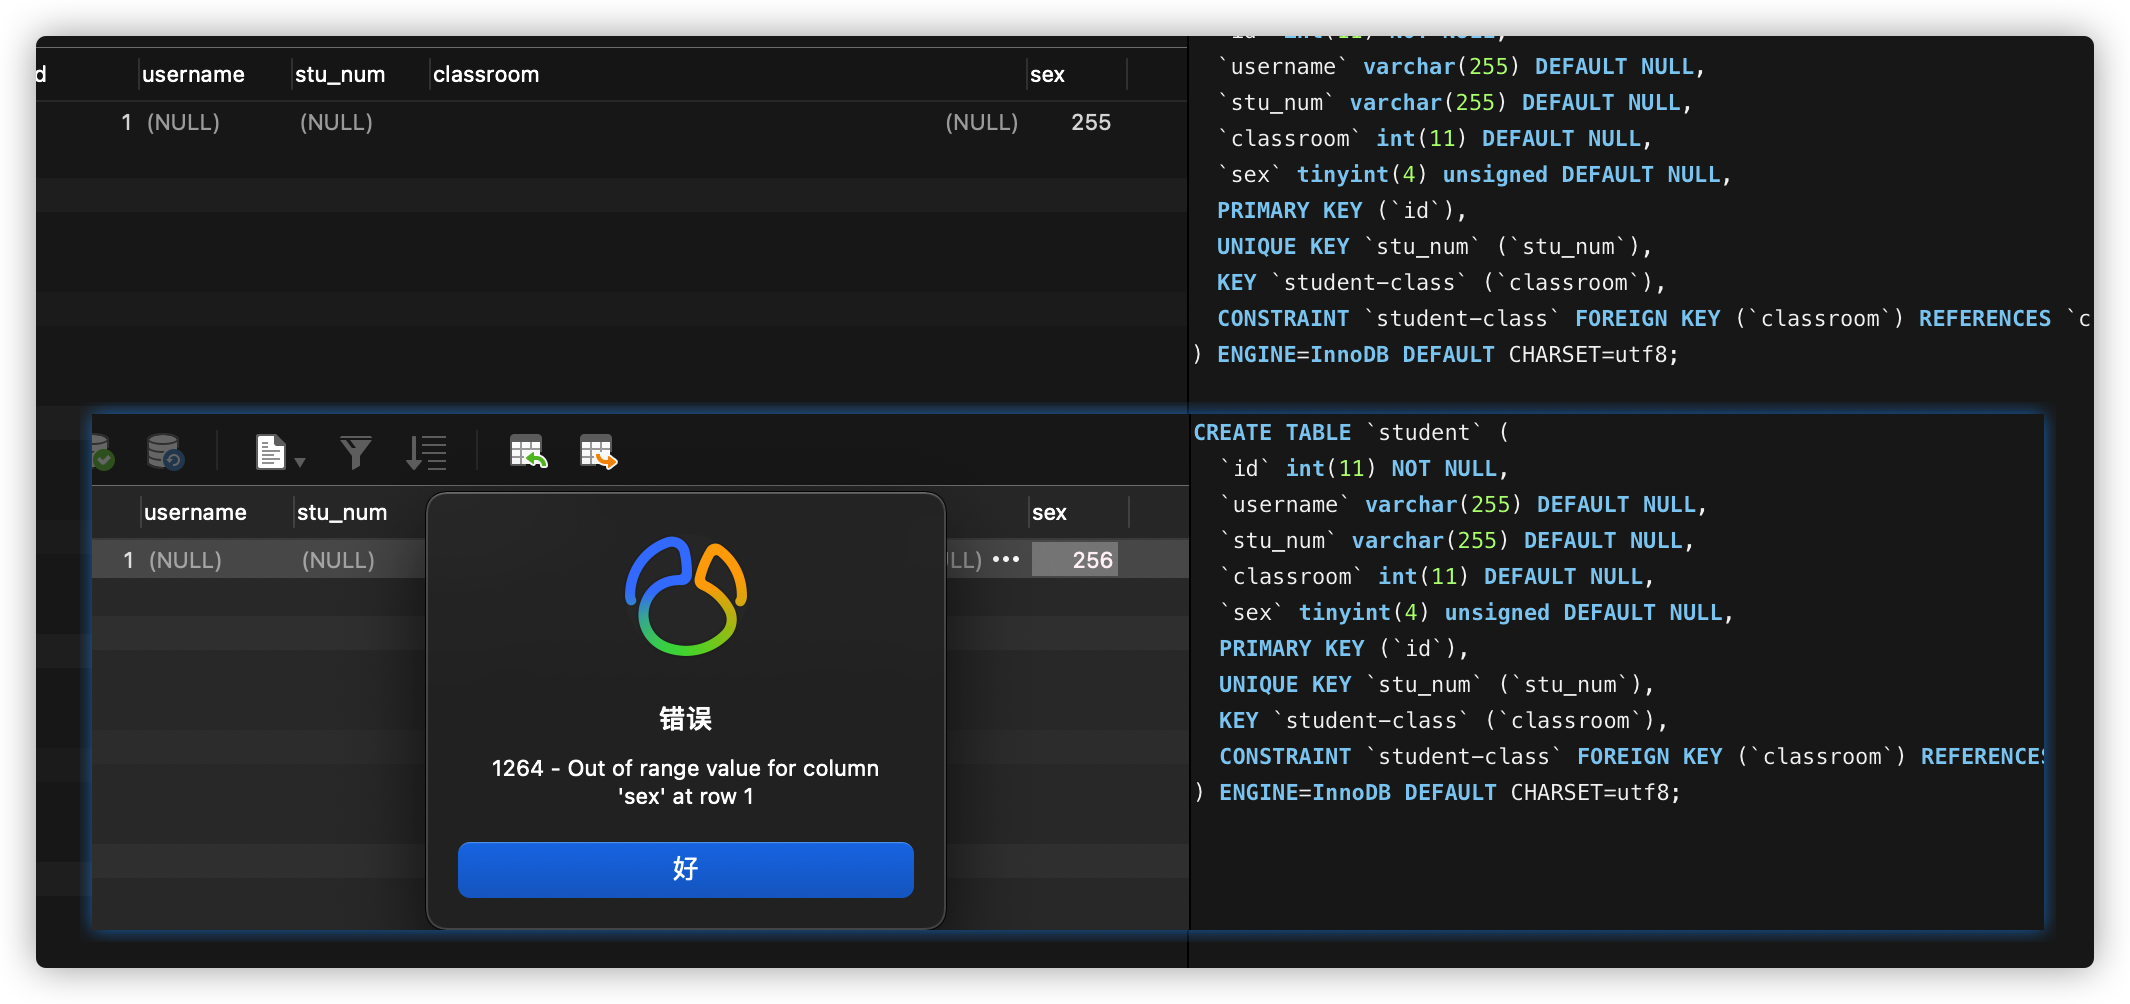 d username stu_num classroom sex
1 (NULL) (NULL) (NULL) 255
`username` varchar(255) DEFAULT NULL,
`stu_num` varchar(255) DEFAULT NULL,
`classroom` int(11) DEFAULT NULL,
`sex` tinyint(4) unsigned DEFAULT NULL,
PRIMARY KEY (`id`),
UNIQUE KEY `stu_num` (`stu_num`),
KEY `student-class` (`classroom`),
CONSTRAINT `student-class` FOREIGN KEY (`classroom`) REFERENCES `c
) ENGINE=InnoDB DEFAULT CHARSET=utf8;
username stu_num sex
1 (NULL) (NULL) LL) ••• 256
错误
1264 - Out of range value for column
'sex' at row 1
好
CREATE TABLE `student` (
`id` int(11) NOT NULL,
`username` varchar(255) DEFAULT NULL,
`stu_num` varchar(255) DEFAULT NULL,
`classroom` int(11) DEFAULT NULL,
`sex` tinyint(4) unsigned DEFAULT NULL,
PRIMARY KEY (`id`),
UNIQUE KEY `stu_num` (`stu_num`),
KEY `student-class` (`classroom`),
CONSTRAINT `student-class` FOREIGN KEY (`classroom`) REFERENCES
) ENGINE=InnoDB DEFAULT CHARSET=utf8;